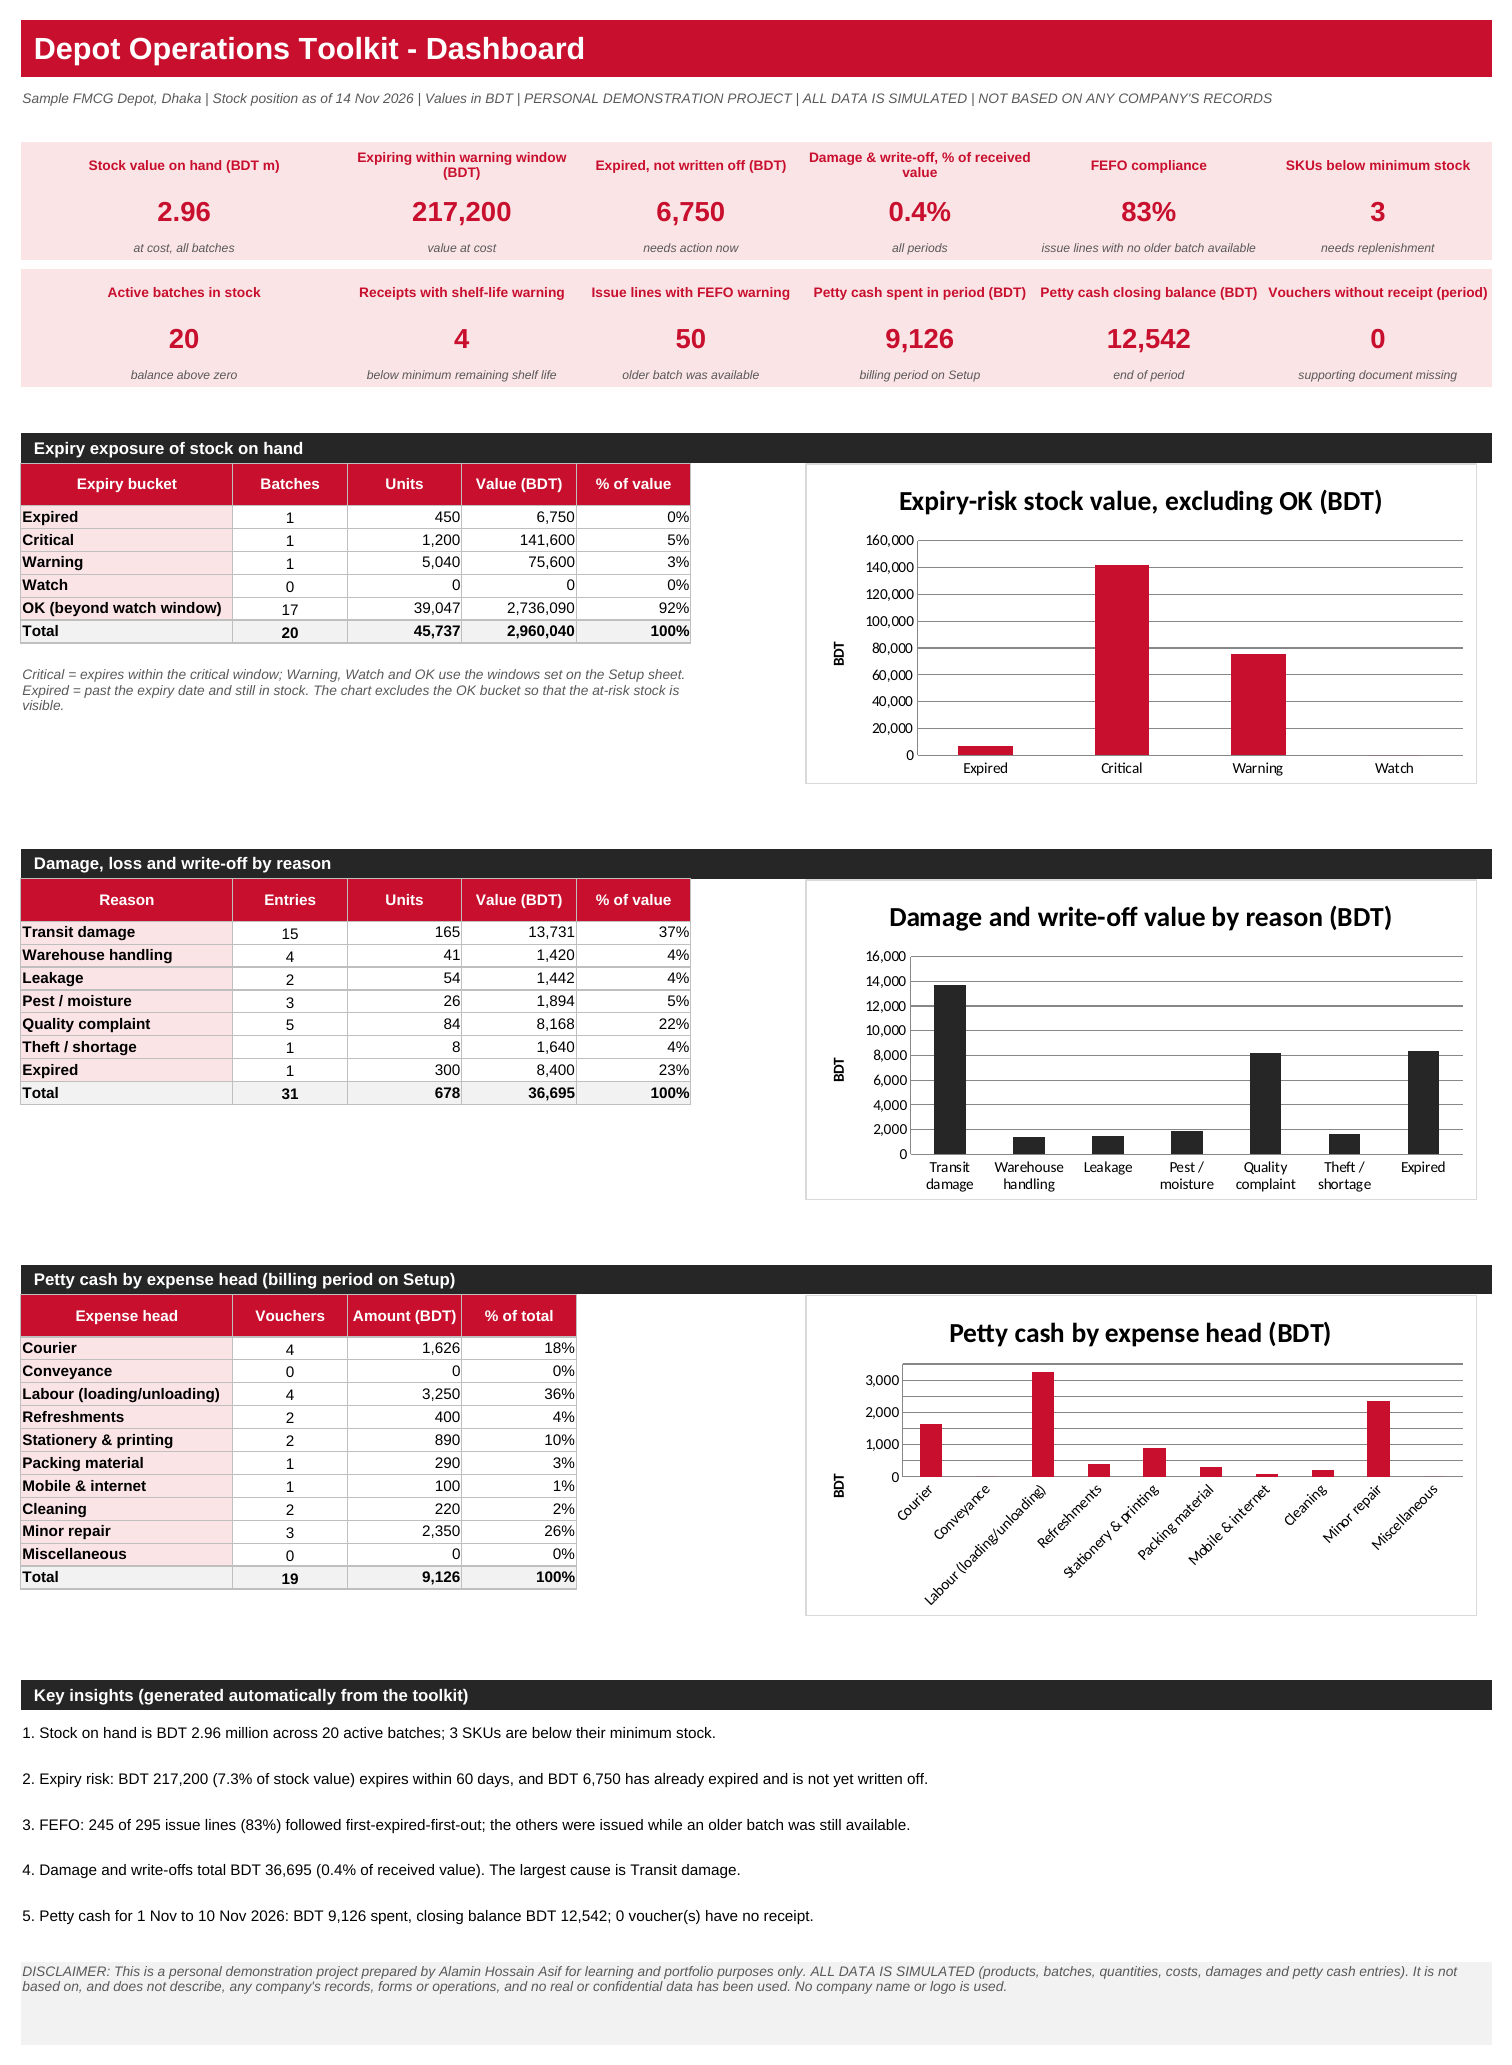 Depot Operations Toolkit - Dashboard
Sample FMCG Depot, Dhaka | Stock position as of 14 Nov 2026 | Values in BDT | PERSONAL DEMONSTRATION PROJECT | ALL DATA IS SIMULATED | NOT BASED ON ANY COMPANY'S RECORDS
Stock value on hand (BDT m)
2.96
at cost, all batches
Expiring within warning window
(BDT)
217,200
value at cost
Expired, not written off (BDT)
6,750
needs action now
Damage & write-off, % of received
value
0.4%
all periods
FEFO compliance
83%
issue lines with no older batch available
SKUs below minimum stock
3
needs replenishment
Active batches in stock
20
balance above zero
Receipts with shelf-life warning
4
below minimum remaining shelf life
Issue lines with FEFO warning
50
older batch was available
Petty cash spent in period (BDT)
9,126
billing period on Setup
Petty cash closing balance (BDT)
12,542
end of period
Vouchers without receipt (period)
0
supporting document missing
Expiry exposure of stock on hand
Expiry bucket Batches Units Value (BDT) % of value
Expired 1 450 6,750 0%
Critical 1 1,200 141,600 5%
Warning 1 5,040 75,600 3%
Watch 0 0 0 0%
OK (beyond watch window) 17 39,047 2,736,090 92%
Total 20 45,737 2,960,040 100%
Critical = expires within the critical window; Warning, Watch and OK use the windows set on the Setup sheet.
Expired = past the expiry date and still in stock. The chart excludes the OK bucket so that the at-risk stock is
visible.
Expiry-risk stock value, excluding OK (BDT)
160,000
140,000
120,000
100,000
80,000
60,000
40,000
20,000
0
BDT
Expired Critical Warning Watch
Damage, loss and write-off by reason
Reason Entries Units Value (BDT) % of value
Transit damage 15 165 13,731 37%
Warehouse handling 4 41 1,420 4%
Leakage 2 54 1,442 4%
Pest / moisture 3 26 1,894 5%
Quality complaint 5 84 8,168 22%
Theft / shortage 1 8 1,640 4%
Expired 1 300 8,400 23%
Total 31 678 36,695 100%
Damage and write-off value by reason (BDT)
16,000
14,000
12,000
10,000
8,000
6,000
4,000
2,000
0
BDT
Transit Warehouse Leakage Pest / Quality Theft / Expired
damage handling moisture complaint shortage
Petty cash by expense head (billing period on Setup)
Expense head Vouchers Amount (BDT) % of total
Courier 4 1,626 18%
Conveyance 0 0 0%
Labour (loading/unloading) 4 3,250 36%
Refreshments 2 400 4%
Stationery & printing 2 890 10%
Packing material 1 290 3%
Mobile & internet 1 100 1%
Cleaning 2 220 2%
Minor repair 3 2,350 26%
Miscellaneous 0 0 0%
Total 19 9,126 100%
Petty cash by expense head (BDT)
3,000
2,000
1,000
0
BDT
Courier
Conveyance
Labour (loading/unloading)
Refreshments
Stationery & printing
Packing material
Mobile & internet
Cleaning
Minor repair
Miscellaneous
Key insights (generated automatically from the toolkit)
1. Stock on hand is BDT 2.96 million across 20 active batches; 3 SKUs are below their minimum stock.
2. Expiry risk: BDT 217,200 (7.3% of stock value) expires within 60 days, and BDT 6,750 has already expired and is not yet written off.
3. FEFO: 245 of 295 issue lines (83%) followed first-expired-first-out; the others were issued while an older batch was still available.
4. Damage and write-offs total BDT 36,695 (0.4% of received value). The largest cause is Transit damage.
5. Petty cash for 1 Nov to 10 Nov 2026: BDT 9,126 spent, closing balance BDT 12,542; 0 voucher(s) have no receipt.
DISCLAIMER: This is a personal demonstration project prepared by Alamin Hossain Asif for learning and portfolio purposes only. ALL DATA IS SIMULATED (products, batches, quantities, costs, damages and petty cash entries). It is not
based on, and does not describe, any company's records, forms or operations, and no real or confidential data has been used. No company name or logo is used.